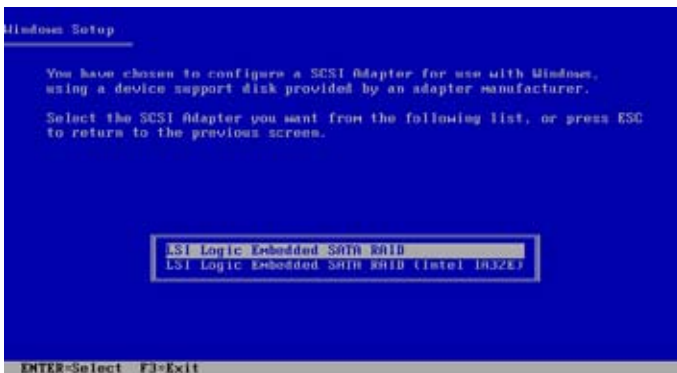 Windows Setup
You have chosen to configure a SCSI Adapter for use with Windows,
using a device support disk provided by an adapter manufacturer.
Select the SCSI Adapter you want from the following list, or press ESC
to return to the previous screen.
LSI Logic Embedded SATA RAID
LSI Logic Embedded SATA RAID (Intel IA32E)
ENTER=Select F3=Exit